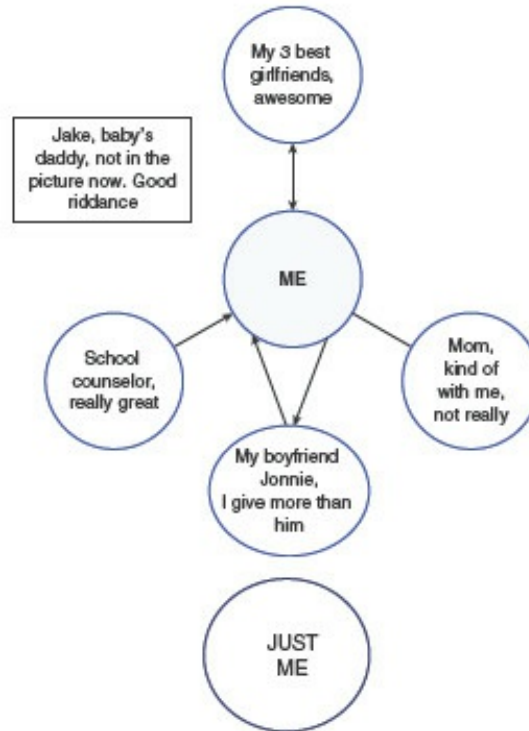 My 3 best
girlfriends,
awesome
Jake, baby's
daddy, not in the
picture now. Good
riddance
ME
School
counselor,
really great
Mom,
kind of
with me,
not really
My boyfriend
Jonnie,
I give more than
him
JUST
ME